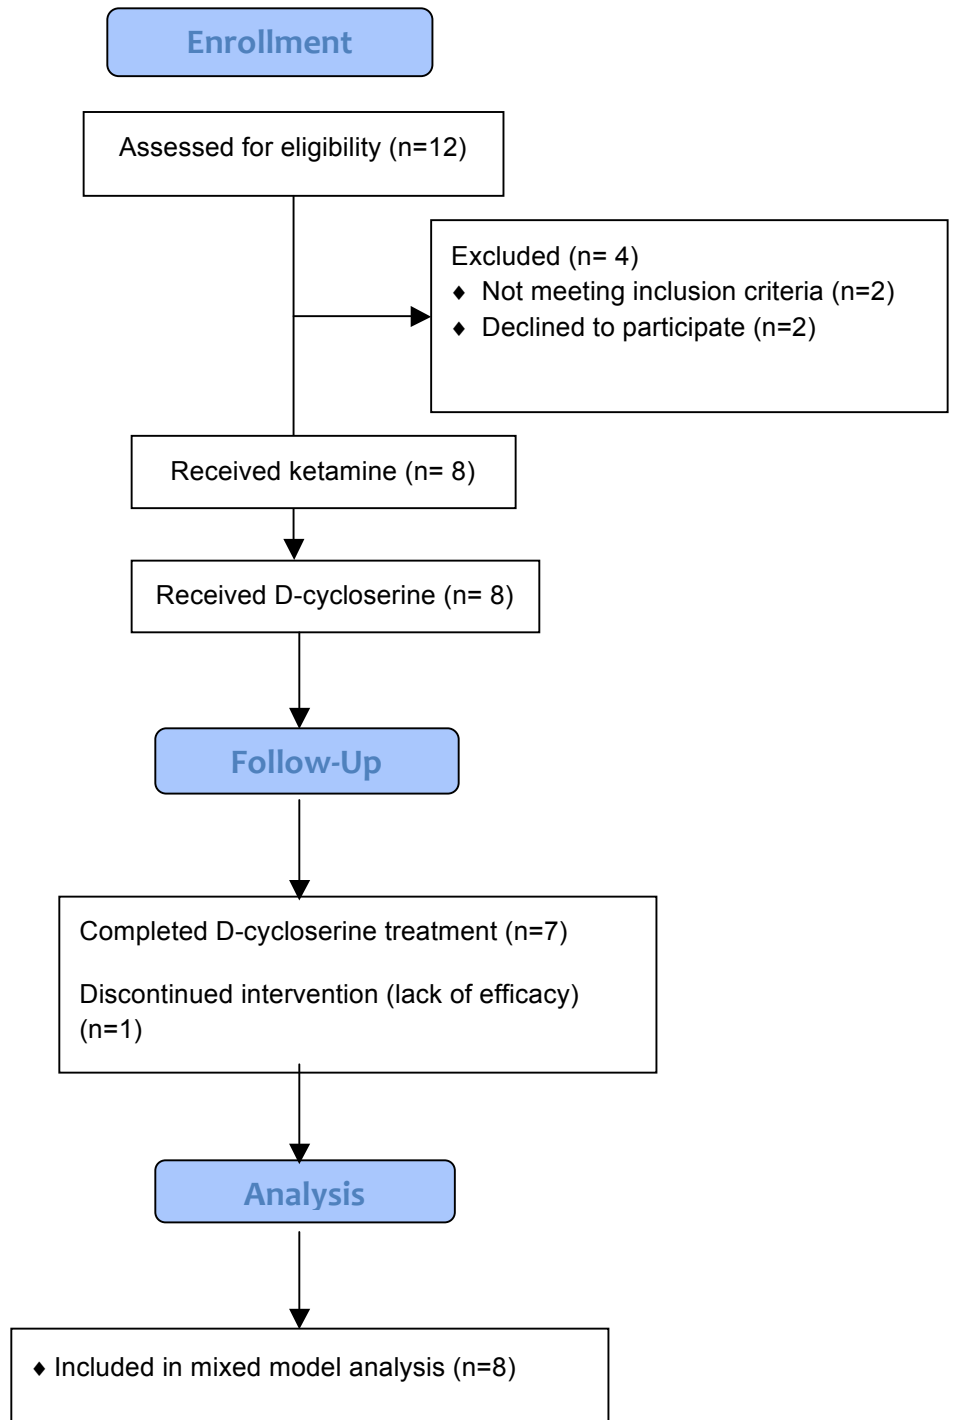 Enrollment
Assessed for eligibility (n=12)
Excluded (n= 4)
♦ Not meeting inclusion criteria (n=2)
♦ Declined to participate (n=2)
Received ketamine (n= 8)
Received D-cycloserine (n= 8)
Follow-Up
Completed D-cycloserine treatment (n=7)
Discontinued intervention (lack of efficacy)
(n=1)
Analysis
♦ Included in mixed model analysis (n=8)